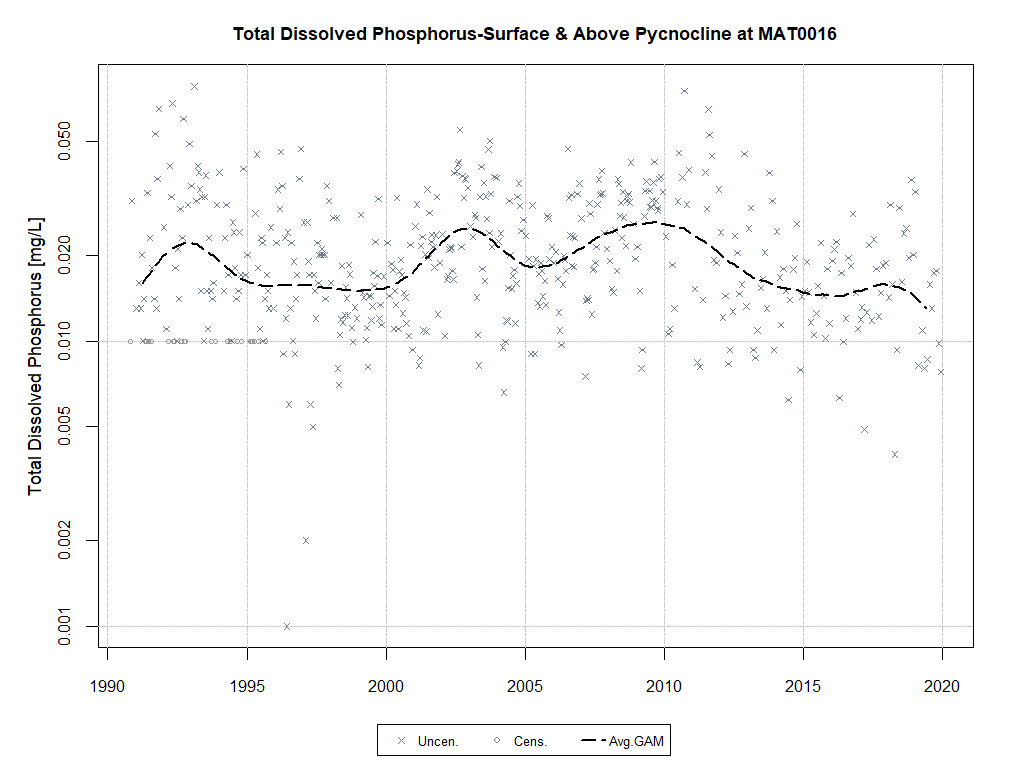 Total Dissolved Phosphorus-Surface & Above Pycnocline at MAT0016
Total Dissolved Phosphorus [mg/L]
0.050
0.020
0.010
0.005
0.002
0.001
1990 1995 2000 2005 2010 2015 2020
Uncen. Cens. Avg.GAM